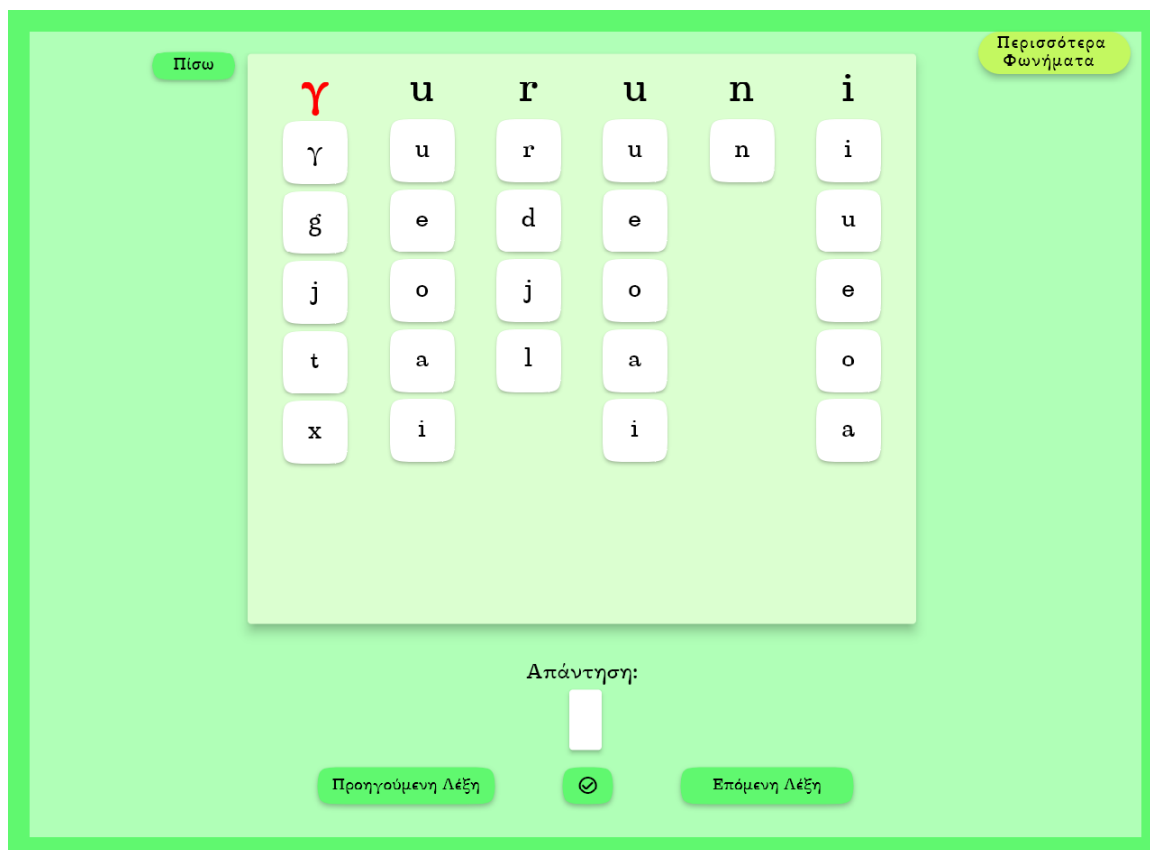 Πίσω
Περισσότερα
Φωνήματα
γ u r u n i
γ u r u n i
g e d e u
j o j o e
t a l a o
x i i a
Απάντηση:
Προηγούμενη Λέξη
Επόμενη Λέξη